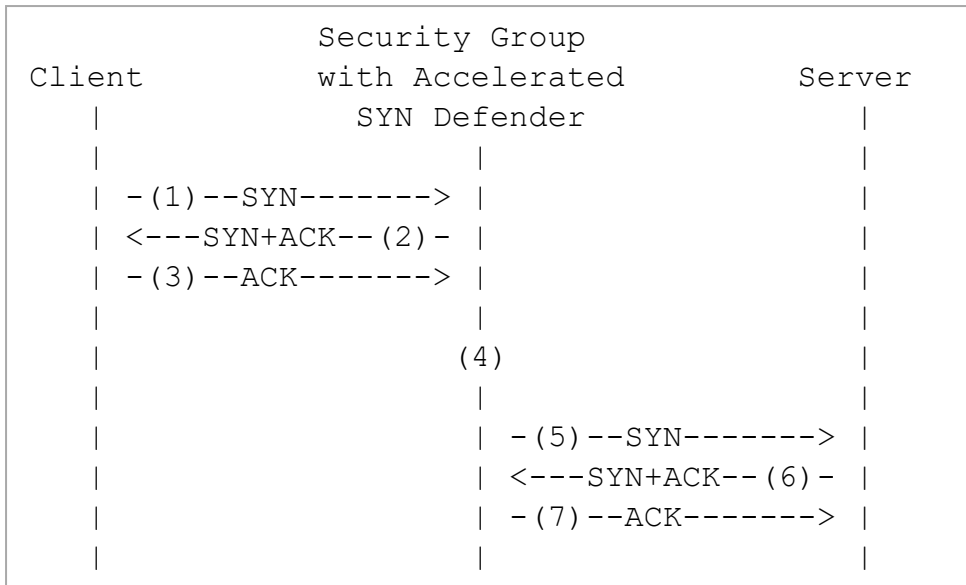 Security Group
Client with Accelerated Server
| SYN Defender |
| | |
| -(1)--SYN-------> | |
| <---SYN+ACK--(2)- | |
| -(3)--ACK-------> | |
| | |
| (4) |
| | |
| | -(5)--SYN-------> |
| | <---SYN+ACK--(6)- |
| | -(7)--ACK-------> |
| | |